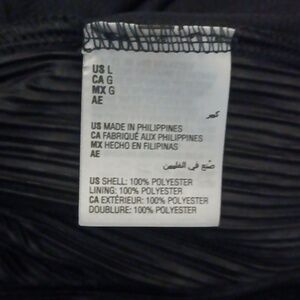 US L
CA G
MX G
AE
كبير
US MADE IN PHILIPPINES
CA FABRIQUÉ AUX PHILIPPINES
MX HECHO EN FILIPINAS
AE
صنع في الفلبين
US SHELL: 100% POLYESTER
LINING: 100% POLYESTER
CA EXTÉRIEUR: 100% POLYESTER
DOUBLURE: 100% POLYESTER